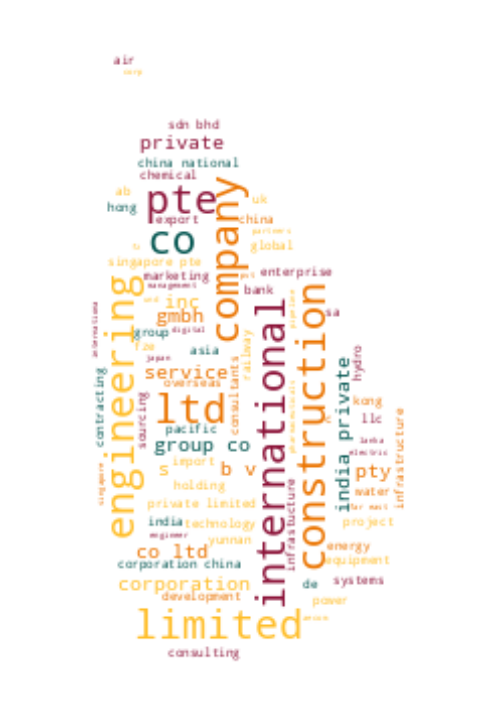 air
corp
sdn bhd
private
china national
chemical
ab
hong
pte
company
uk
export
china
partners
co
global
singapore pte
marketing
enterprise
management
bank
engineering
international
construction
inc
gmbh
sa
group
digital
fze
asia
japan
railway
hydro
service
overseas
consultants
pharmaceuticals
india private
contracting
sourcing
ltd
kong
llc
infrastructure
pacific
group co
lanka
electric
s
import
b v
pty
singapore
holding
water
infrastucture
private limited
far east
india
technology
project
engineer
yunnan
co ltd
energy
corporation china
equipment
corporation
de
systems
development
power
limited
consulting